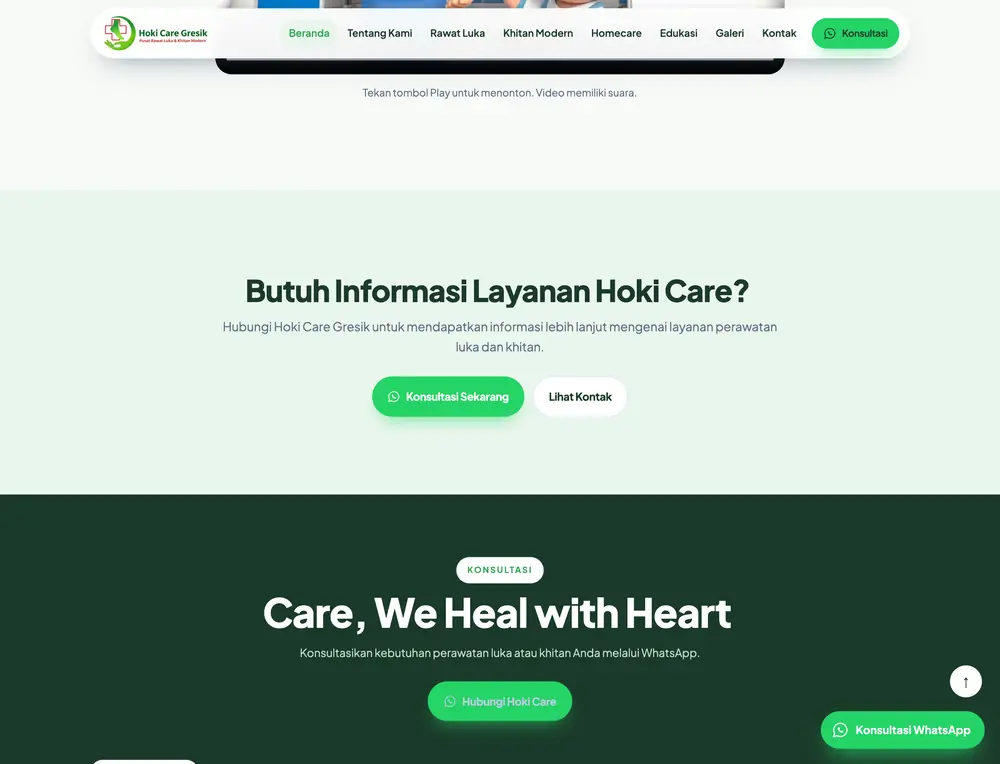 Hoki Care Gresik
Pusat Rawat Luka & Khitan Modern
Beranda
Tentang Kami
Rawat Luka
Khitan Modern
Homecare
Edukasi
Galeri
Kontak
Konsultasi
Tekan tombol Play untuk menonton. Video memiliki suara.
Butuh Informasi Layanan Hoki Care?
Hubungi Hoki Care Gresik untuk mendapatkan informasi lebih lanjut mengenai layanan perawatan
luka dan khitan.
Konsultasi Sekarang
Lihat Kontak
KONSULTASI
Care, We Heal with Heart
Konsultasikan kebutuhan perawatan luka atau khitan Anda melalui WhatsApp.
Hubungi Hoki Care
↑
Konsultasi WhatsApp